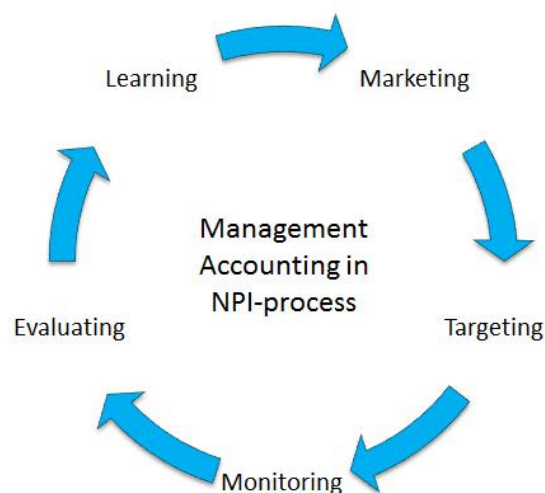 Learning
Marketing
Management
Accounting in
NPI-process
Evaluating
Targeting
Monitoring